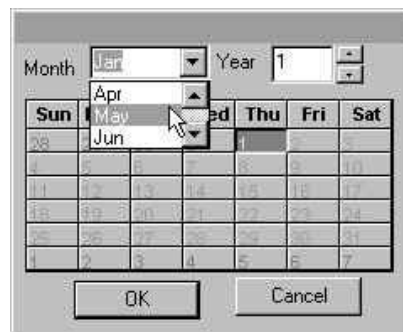 Month Jan Year 1
Apr
May
Jun
Sun ed Thu Fri Sat
28 1 2 3
4 5 6 7 8 9 10
11 12 13 14 15 16 17
18 19 20 21 22 23 24
25 26 27 28 29 30 31
1 2 3 4 5 6 7
OK Cancel